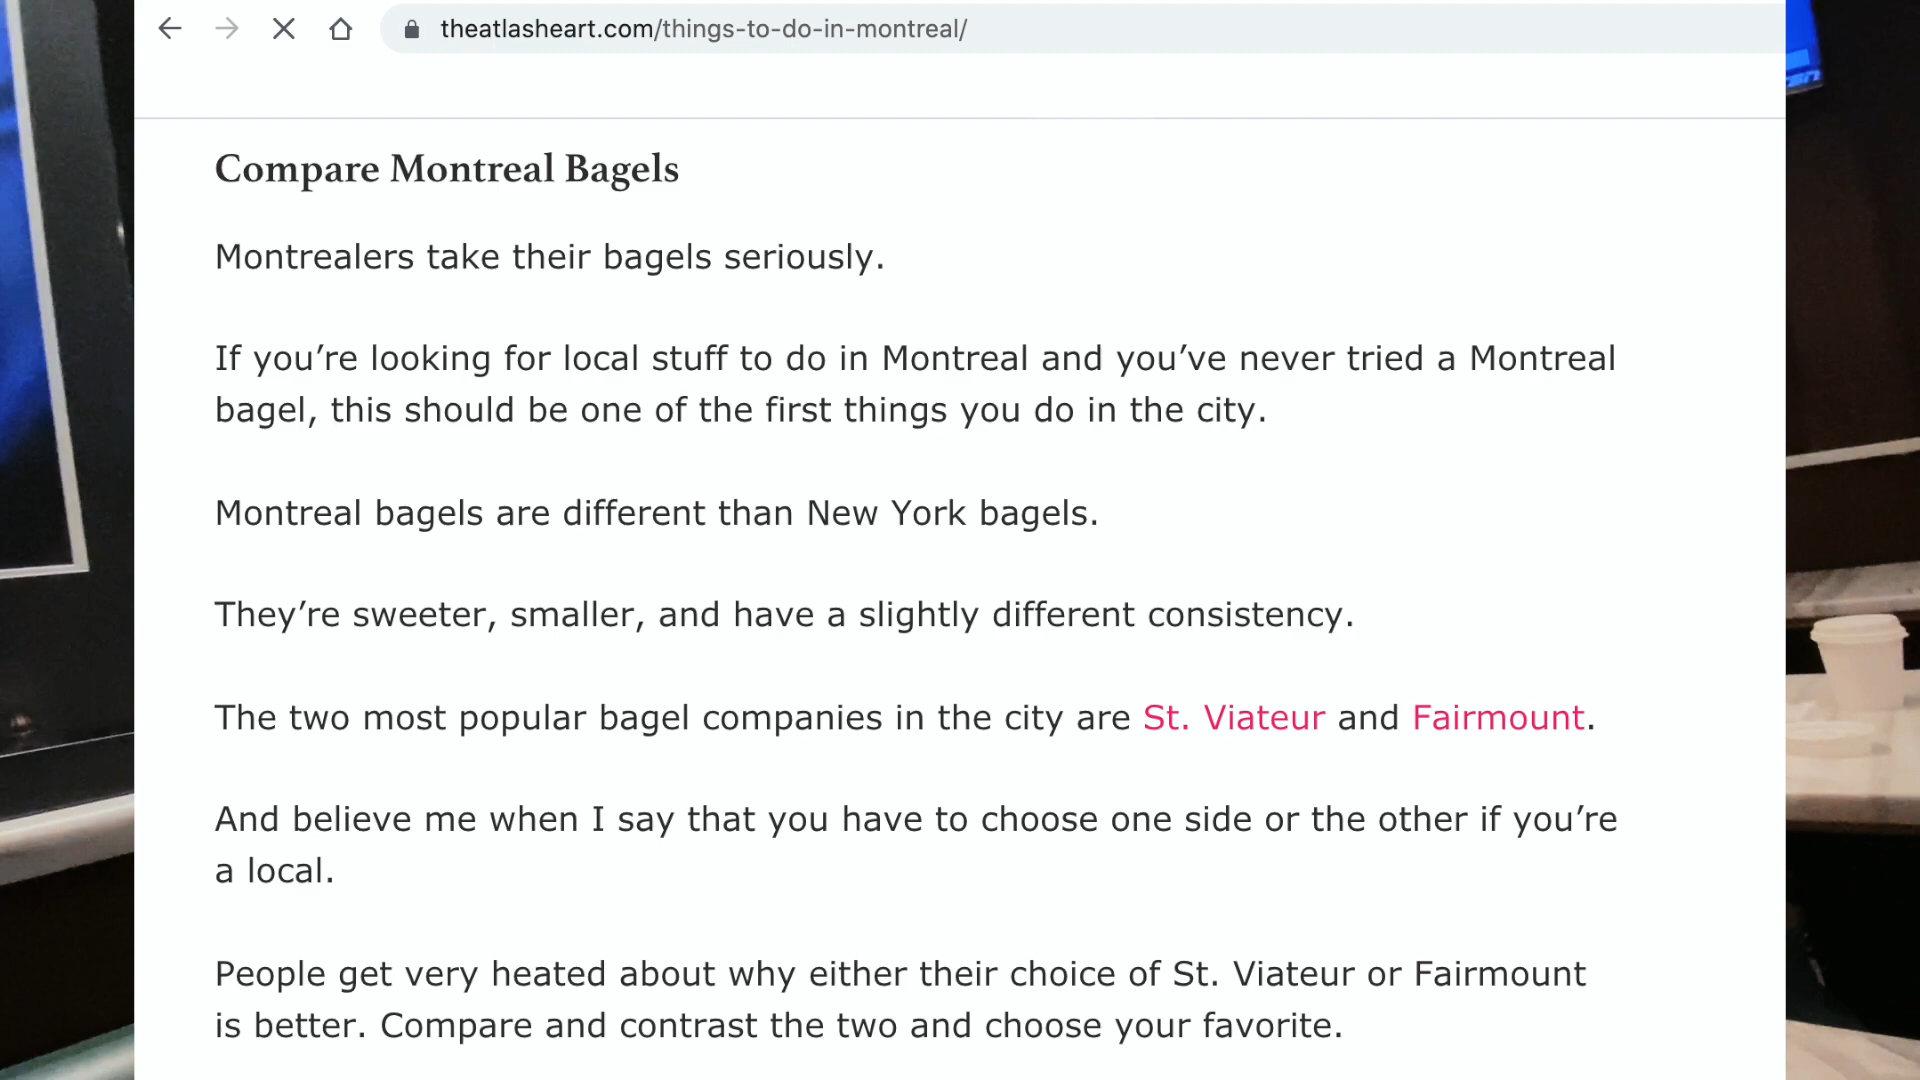 theatlasheart.com/things-to-do-in-montreal/
Compare Montreal Bagels
Montrealers take their bagels seriously.
If you’re looking for local stuff to do in Montreal and you’ve never tried a Montreal
bagel, this should be one of the first things you do in the city.
Montreal bagels are different than New York bagels.
They’re sweeter, smaller, and have a slightly different consistency.
The two most popular bagel companies in the city are St. Viateur and Fairmount.
And believe me when I say that you have to choose one side or the other if you’re
a local.
People get very heated about why either their choice of St. Viateur or Fairmount
is better. Compare and contrast the two and choose your favorite.